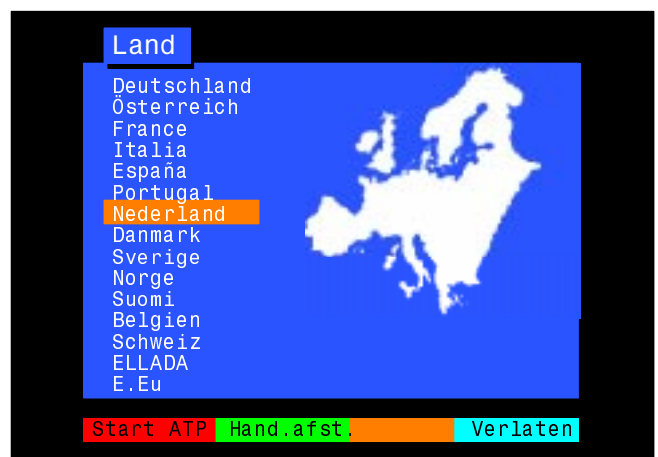 Land
Deutschland
Österreich
France
Italia
España
Portugal
Nederland
Danmark
Sverige
Norge
Suomi
Belgien
Schweiz
ELLADA
E.Eu
Start ATP Hand.afst. Verlaten